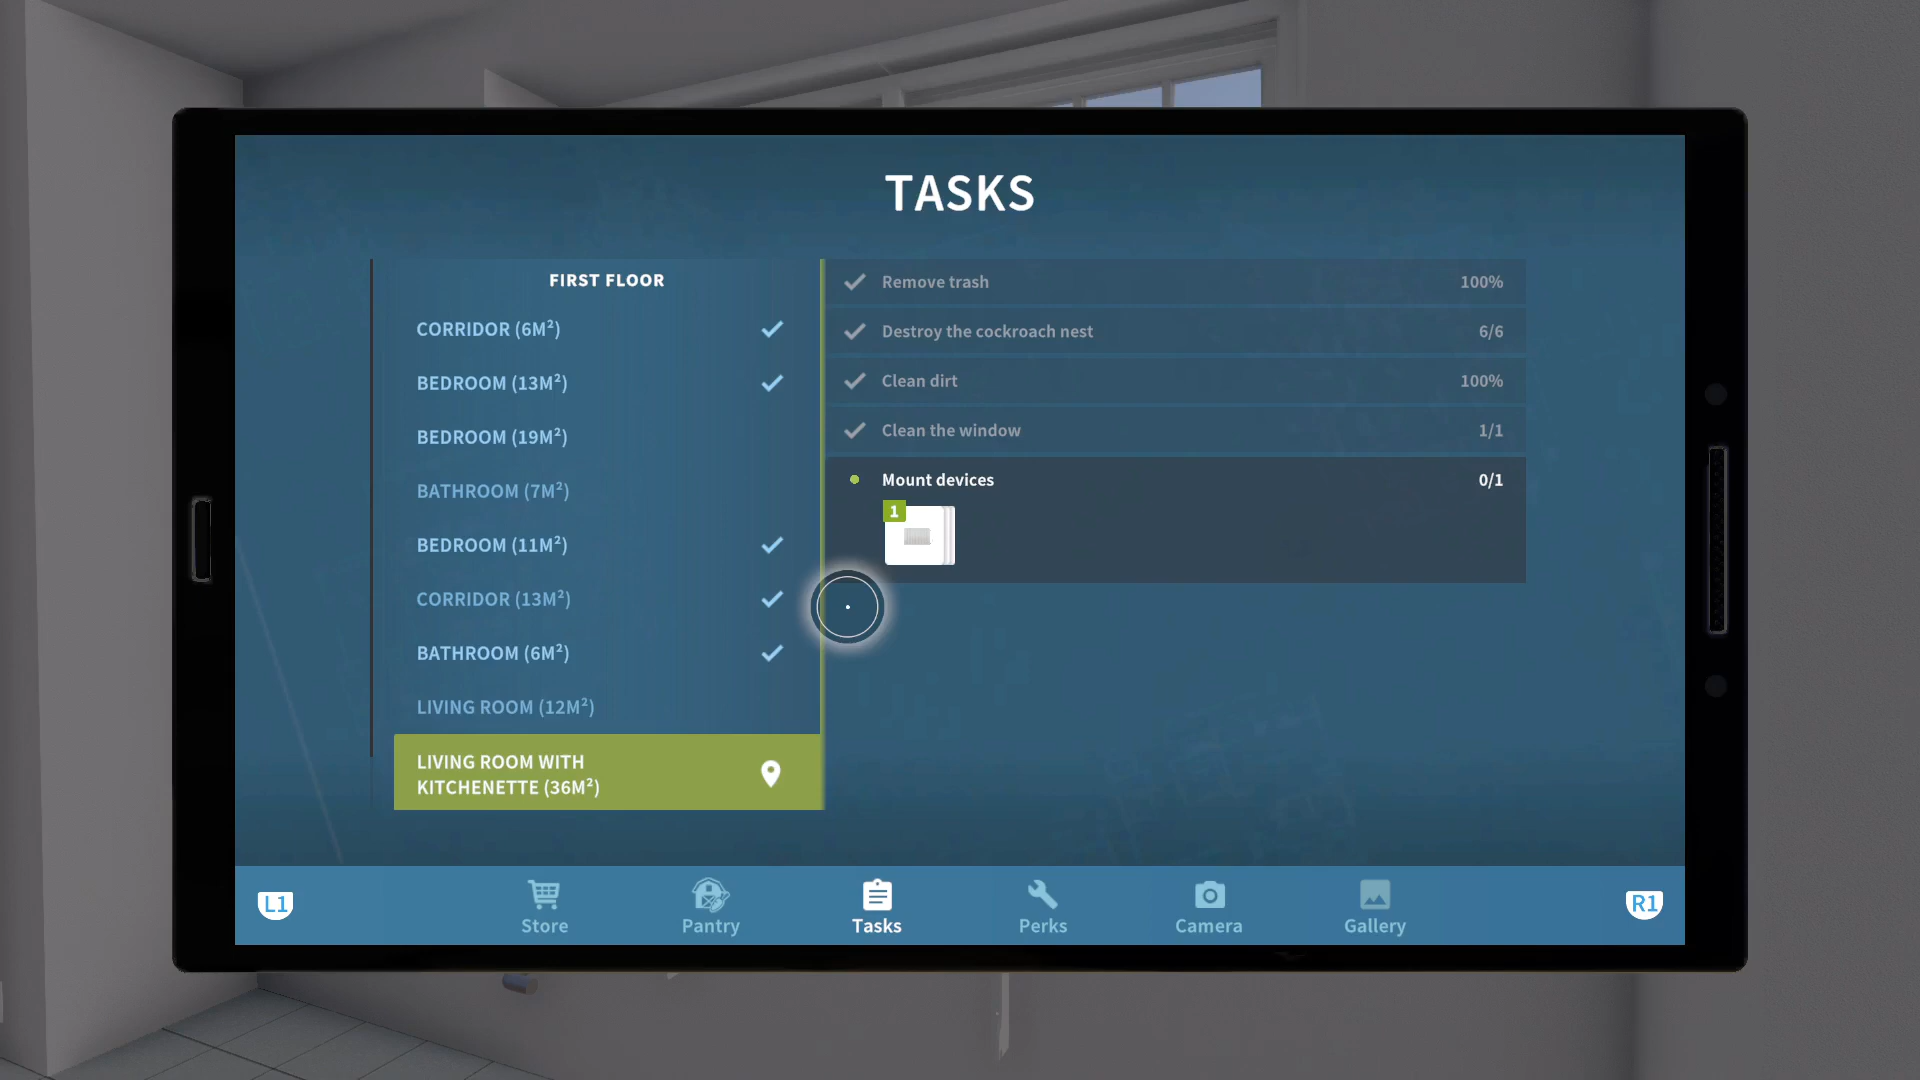 TASKS
FIRST FLOOR
CORRIDOR (6M²)
BEDROOM (13M²)
BEDROOM (19M²)
BATHROOM (7M²)
BEDROOM (11M²)
CORRIDOR (13M²)
BATHROOM (6M²)
LIVING ROOM (12M²)
LIVING ROOM WITH
KITCHENETTE (36M²)
Remove trash 100%
Destroy the cockroach nest 6/6
Clean dirt 100%
Clean the window 1/1
Mount devices 0/1
1
L1
Store
Pantry
Tasks
Perks
Camera
Gallery
R1